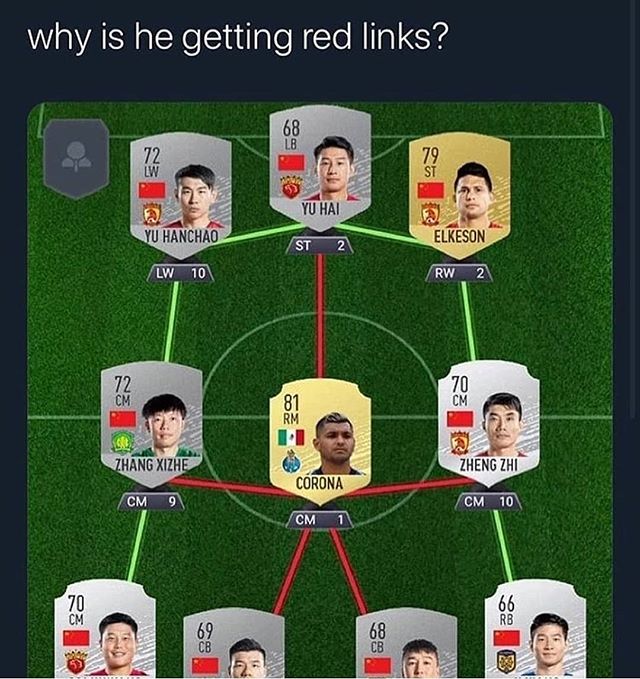 why is he getting red links?
68
LB
YU HAI
ST 2
72
LW
YU HANCHAO
LW 10
79
ST
ELKESON
RW 2
72
CM
ZHANG XIZHE
CM 9
81
RM
CORONA
CM 1
70
CM
ZHENG ZHI
CM 10
70
CM
69
CB
68
CB
66
RB